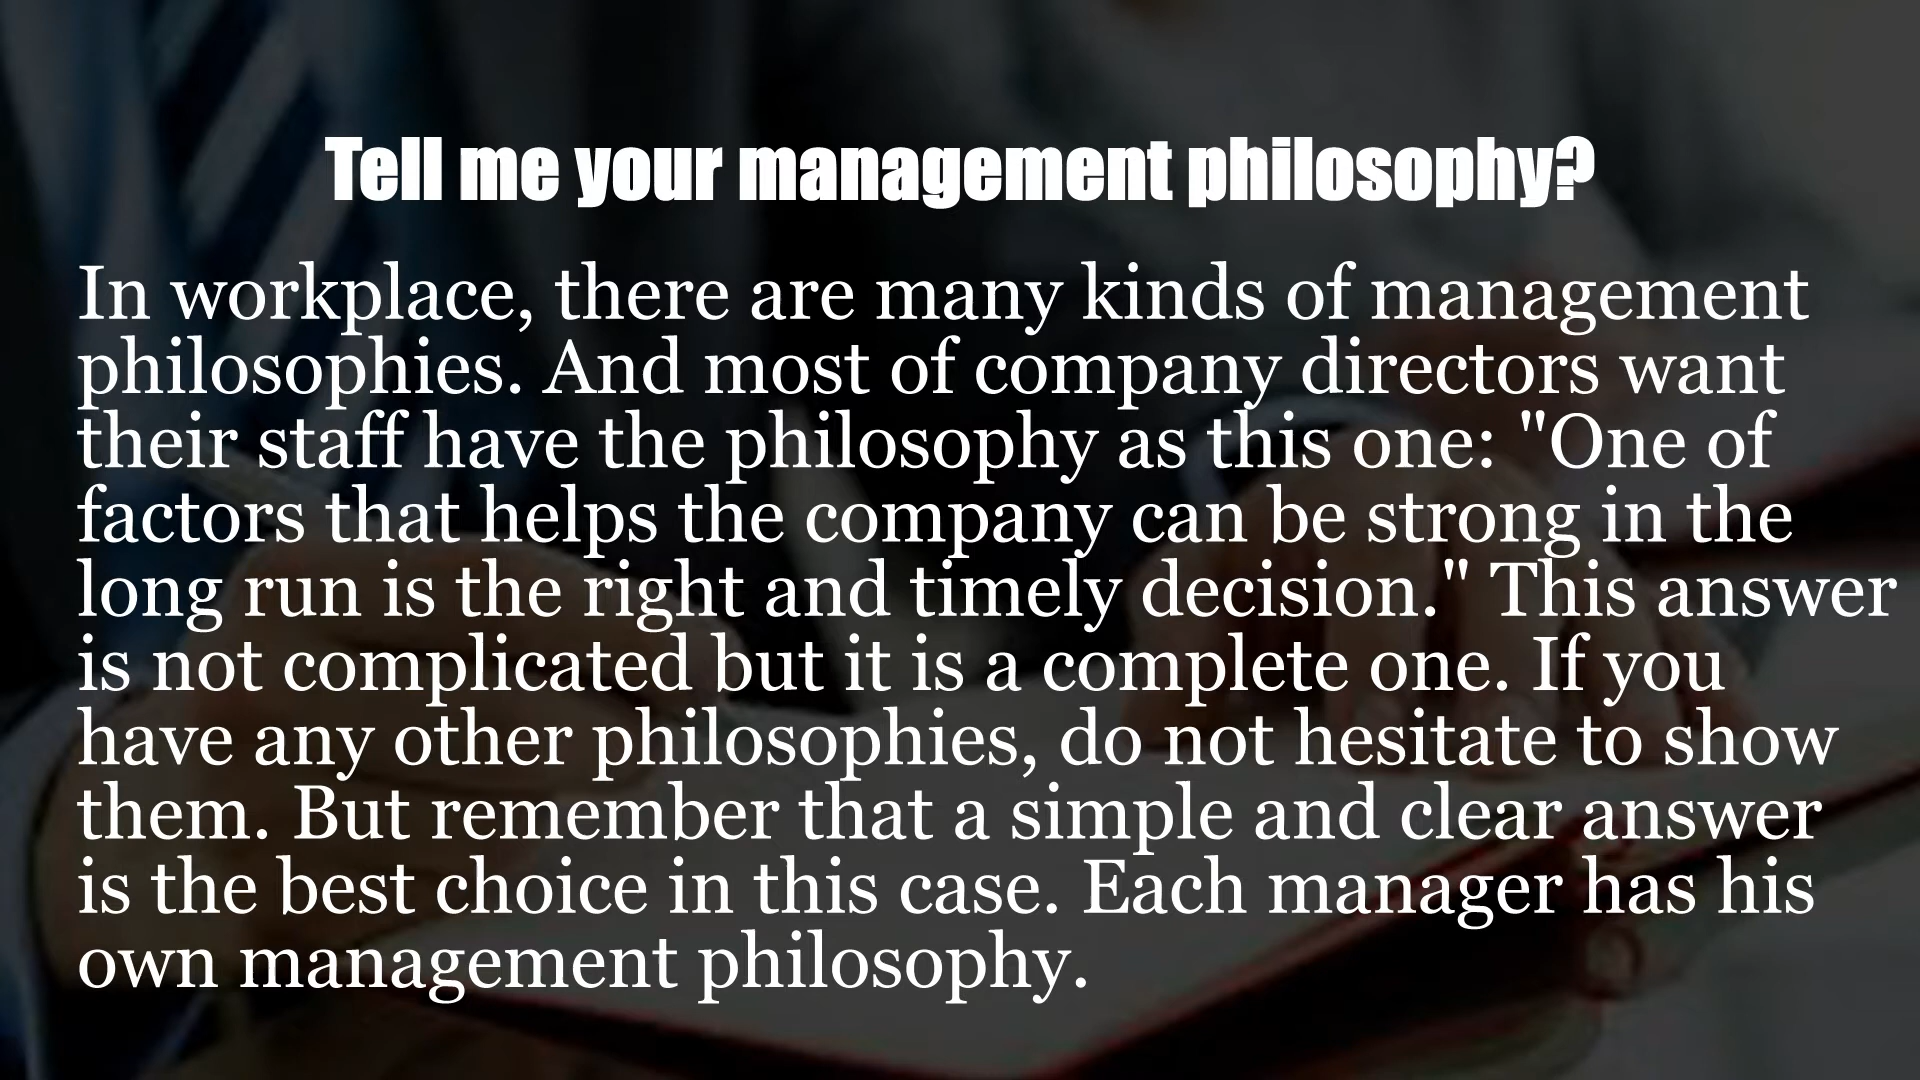 Tell me your management philosophy?
In workplace, there are many kinds of management
philosophies. And most of company directors want
their staff have the philosophy as this one: "One of
factors that helps the company can be strong in the
long run is the right and timely decision." This answer
is not complicated but it is a complete one. If you
have any other philosophies, do not hesitate to show
them. But remember that a simple and clear answer
is the best choice in this case. Each manager has his
own management philosophy.